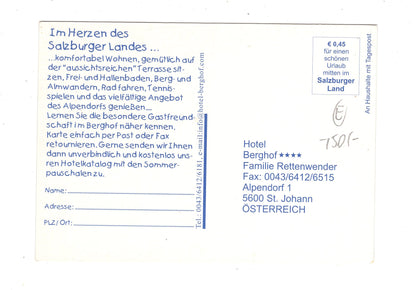 Im Herzen des
Salzburger Landes ...
...komfortabel Wohnen, gemütlich auf
der "aussichtsreichen" Terrasse sit-
zen, Frei- und Hallenbaden, Berg- und
Almwandern, Rad fahren, Tennis-
spielen und das vielfältige Angebot
des Alpendorfs genießen...
Lernen Sie die besondere Gastfreund-
schaft im Berghof näher kennen.
Karte einfach per Post oder Fax
retournieren. Gerne senden wir Ihnen
dann unverbindlich und kostenlos uns-
ren Hotelkatalog mit den Sommer-
pauschalen zu.
Name:
Adresse:
PLZ/Ort:
Tel.: 0043/6412/6181, e-mail:info@hotel-berghof.com
€ 0,45
für einen
schönen
Urlaub
mitten im
Salzburger
Land
An Haushalte mit Tagespost
E
-150/-
Hotel
Berghof ★★★★
Familie Rettenwender
Fax: 0043/6412/6515
Alpendorf 1
5600 St. Johann
ÖSTERREICH